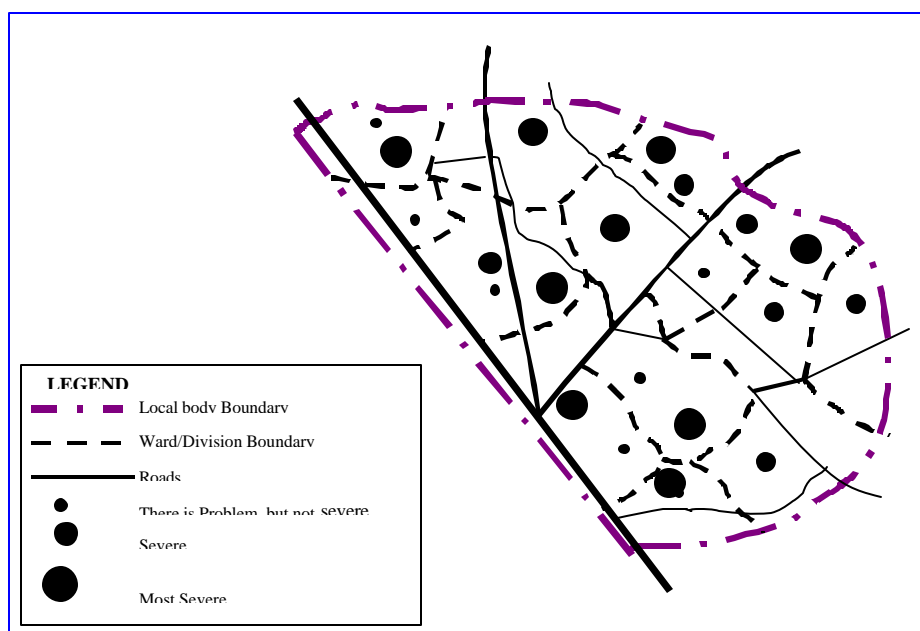 LEGEND
Local body Boundary
Ward/Division Boundary
Roads
There is Problem, but not severe
Severe
Most Severe